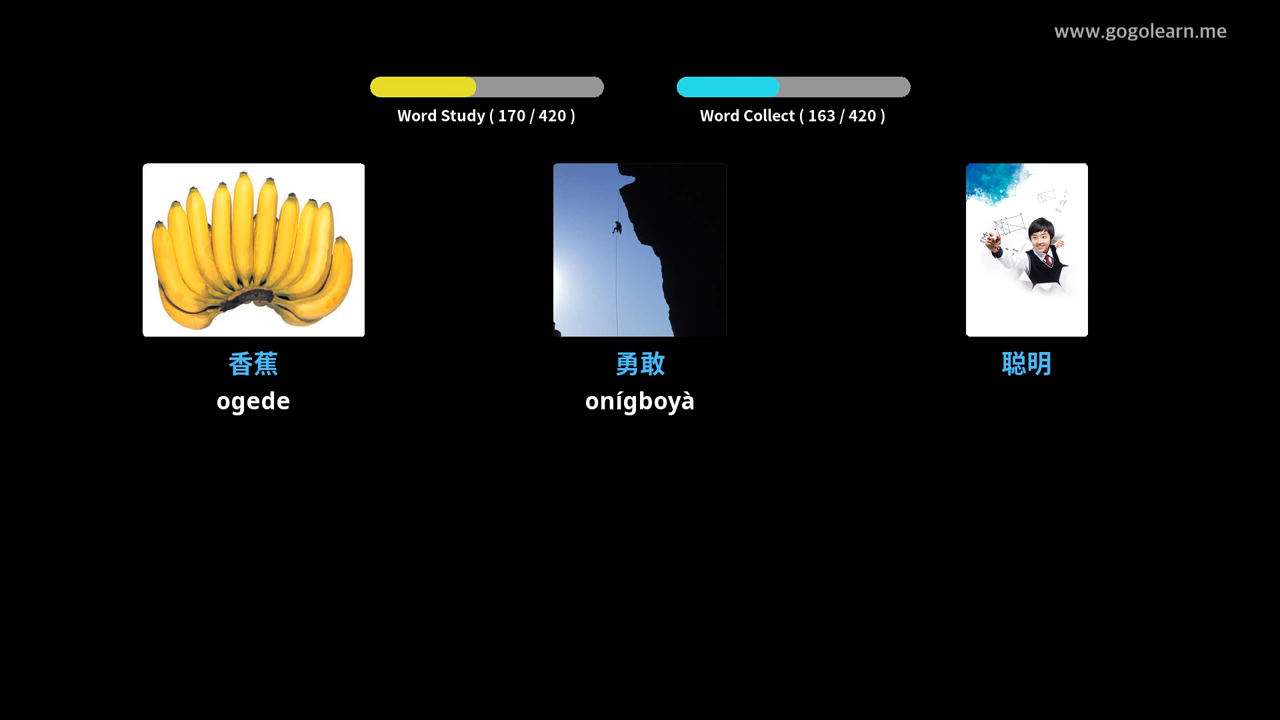 www.gogolearn.me
Word Study ( 170 / 420 )
Word Collect ( 163 / 420 )
香蕉
勇敢
聪明
ogede
onígboyà